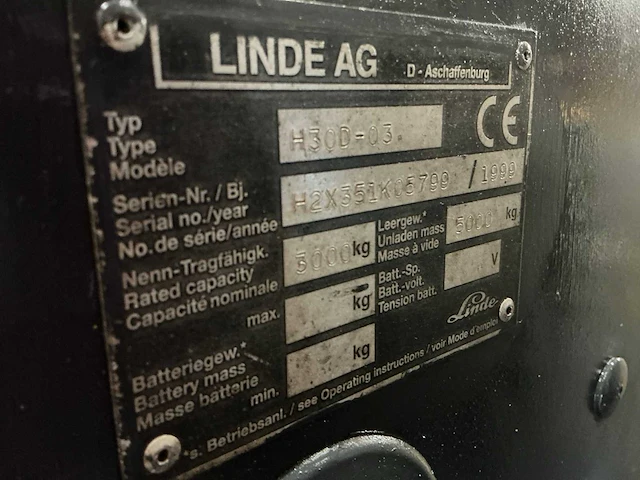 LINDE AG D - Aschaffenburg
Typ
Type
Modèle
H30D-03.
CE
Serien-Nr. / Bj.
Serial no./year
No. de série/année
H2X351K05799 / 1999
Nenn-Tragfähigk.
Rated capacity
Capacité nominale
3000 kg
Leergew.*
Unladen mass
Masse à vide
kg
Batt.-Sp.
Batt.-volt.
Tension batt.
V
max. kg
Batteriegew.*
Battery mass
Masse batterie
min. kg
Linde
*s. Betriebsanl. / see Operating instructions / voir Mode d'emploi